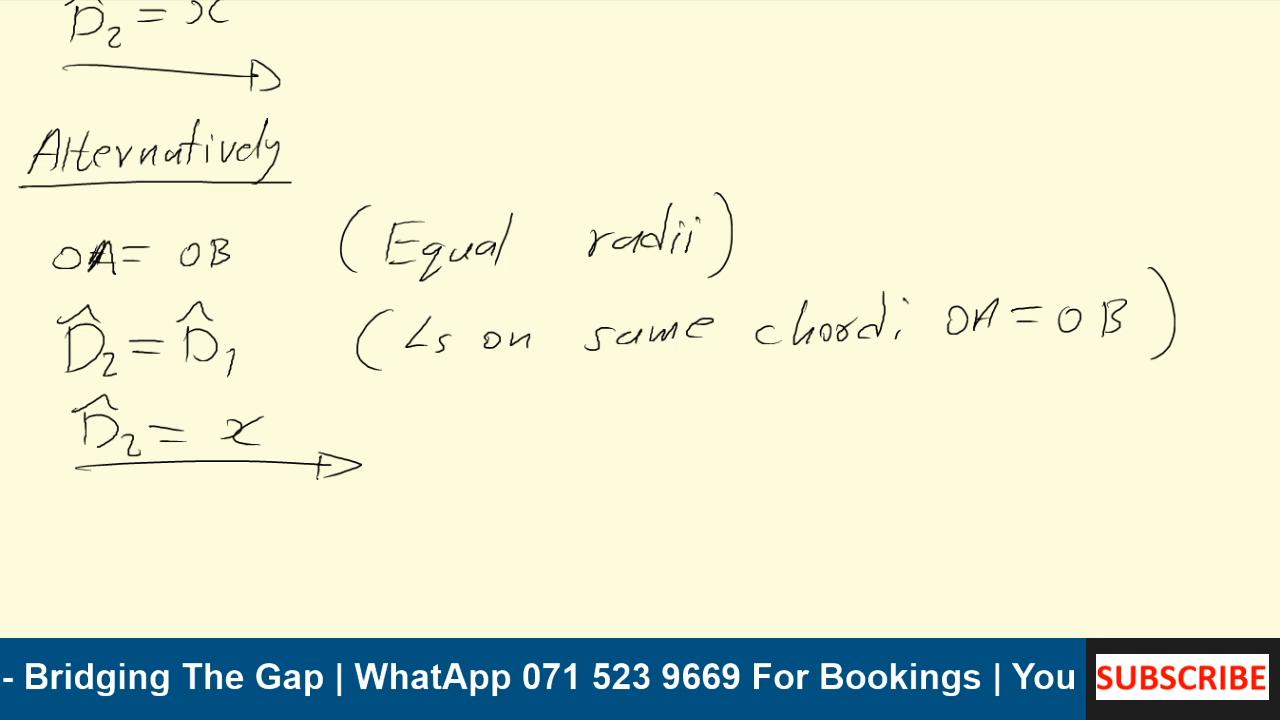 D̂₂ = x
Alternatively
OA = OB (Equal radii)
D̂₂ = D̂₁ (∠s on same chord; OA = OB)
D̂₂ = x
- Bridging The Gap | WhatApp 071 523 9669 For Bookings | You
SUBSCRIBE